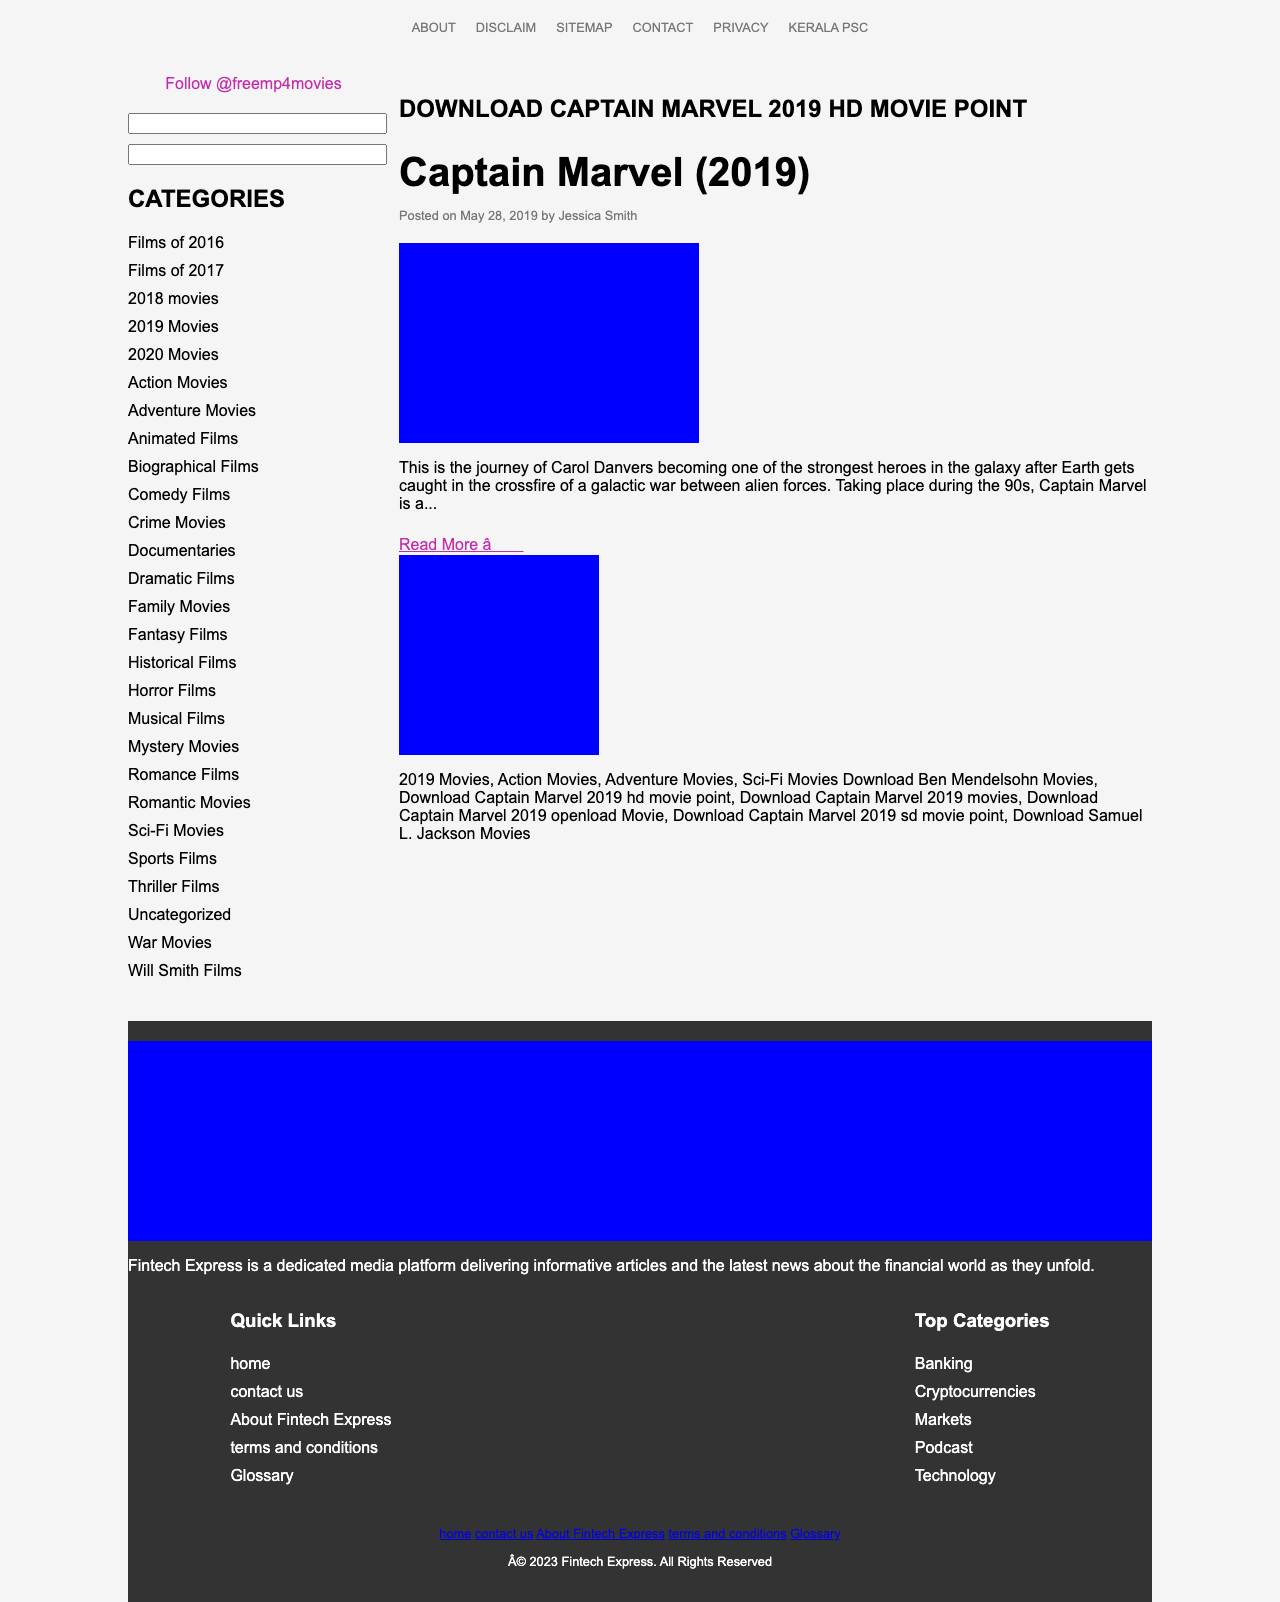 ABOUT DISCLAIM SITEMAP CONTACT PRIVACY KERALA PSC
Follow @freemp4movies
CATEGORIES
Films of 2016
Films of 2017
2018 movies
2019 Movies
2020 Movies
Action Movies
Adventure Movies
Animated Films
Biographical Films
Comedy Films
Crime Movies
Documentaries
Dramatic Films
Family Movies
Fantasy Films
Historical Films
Horror Films
Musical Films
Mystery Movies
Romance Films
Romantic Movies
Sci-Fi Movies
Sports Films
Thriller Films
Uncategorized
War Movies
Will Smith Films
DOWNLOAD CAPTAIN MARVEL 2019 HD MOVIE POINT
Captain Marvel (2019)
Posted on May 28, 2019 by Jessica Smith
This is the journey of Carol Danvers becoming one of the strongest heroes in the galaxy after Earth gets
caught in the crossfire of a galactic war between alien forces. Taking place during the 90s, Captain Marvel
is a...
Read More â
2019 Movies, Action Movies, Adventure Movies, Sci-Fi Movies Download Ben Mendelsohn Movies,
Download Captain Marvel 2019 hd movie point, Download Captain Marvel 2019 movies, Download
Captain Marvel 2019 openload Movie, Download Captain Marvel 2019 sd movie point, Download Samuel
L. Jackson Movies
Fintech Express is a dedicated media platform delivering informative articles and the latest news about the financial world as they unfold.
Quick Links
home
contact us
About Fintech Express
terms and conditions
Glossary
Top Categories
Banking
Cryptocurrencies
Markets
Podcast
Technology
home contact us About Fintech Express terms and conditions Glossary
Â© 2023 Fintech Express. All Rights Reserved